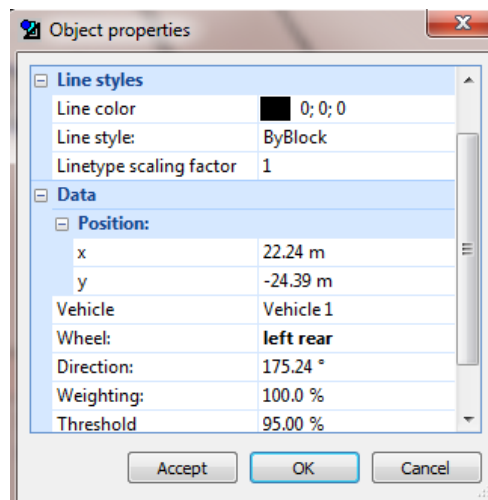 Object properties
Line styles
Line color 0; 0; 0
Line style: ByBlock
Linetype scaling factor 1
Data
Position:
x 22.24 m
y -24.39 m
Vehicle Vehicle 1
Wheel: left rear
Direction: 175.24 °
Weighting: 100.0 %
Threshold 95.00 %
Accept OK Cancel